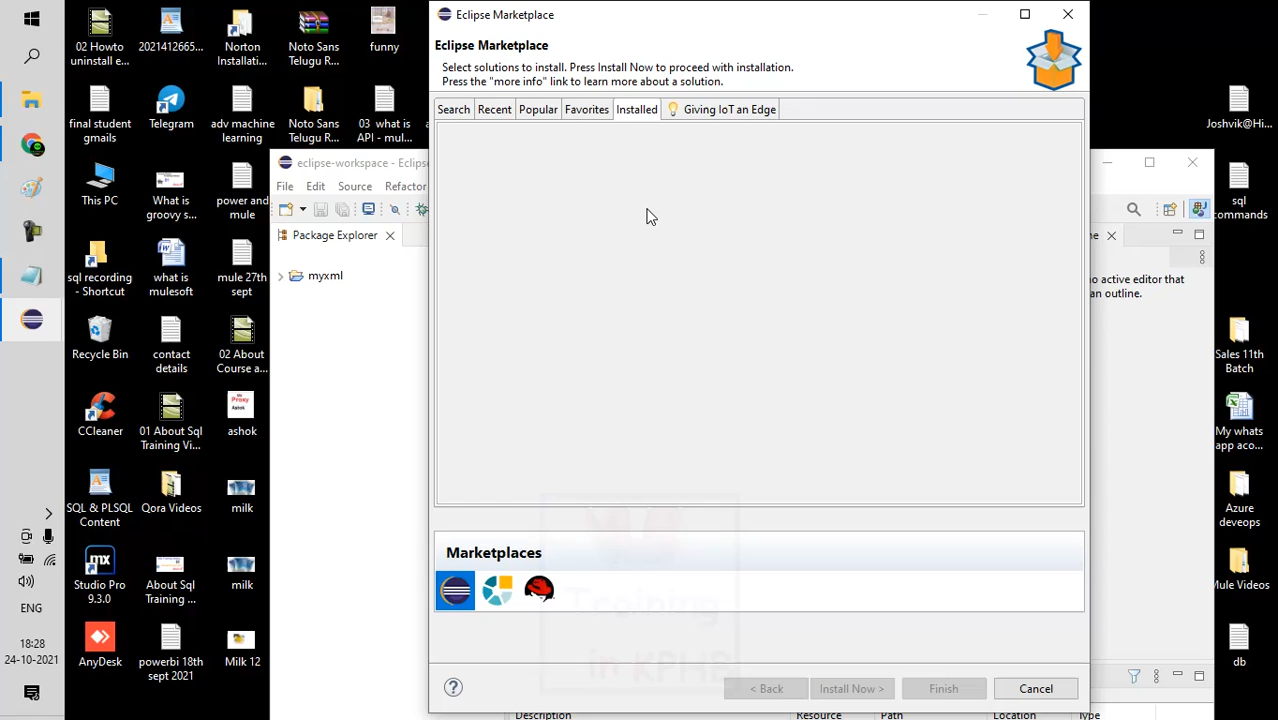 02 Howto
uninstall e...
2021412665...
Norton
Installati...
Noto Sans
Telugu R...
funny
final student
gmails
Telegram
adv machine
learning
Noto Sans
Telugu R...
03 what is
API - mul...
This PC
What is
groovy s...
power and
mule
sql recording
- Shortcut
what is
mulesoft
mule 27th
sept
Recycle Bin
contact
details
02 About
Course a...
CCleaner
01 About Sql
Training Vi...
ashok
SQL & PLSQL
Content
Qora Videos
milk
Studio Pro
9.3.0
About Sql
Training ...
milk
AnyDesk
powerbi 18th
sept 2021
Milk 12
ENG
18:28
24-10-2021
eclipse-workspace - Eclipse
File Edit Source Refactor
Package Explorer
myxml
Eclipse Marketplace
Eclipse Marketplace
Select solutions to install. Press Install Now to proceed with installation.
Press the "more info" link to learn more about a solution.
Search Recent Popular Favorites Installed Giving IoT an Edge
Marketplaces
Training
in KPHB
? < Back Install Now > Finish Cancel
Description Resource Path Location Type
no active editor that
an outline.
Joshvik@Hi...
sql
commands
Sales 11th
Batch
My whats
app aco...
Azure
deveops
Mule Videos
db